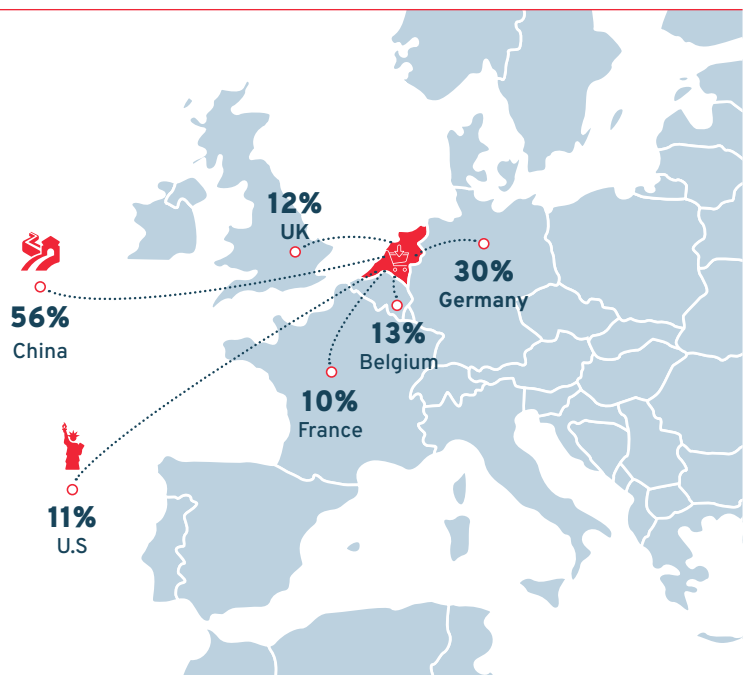 12%
UK
56%
China
30%
Germany
13%
Belgium
10%
France
11%
U.S